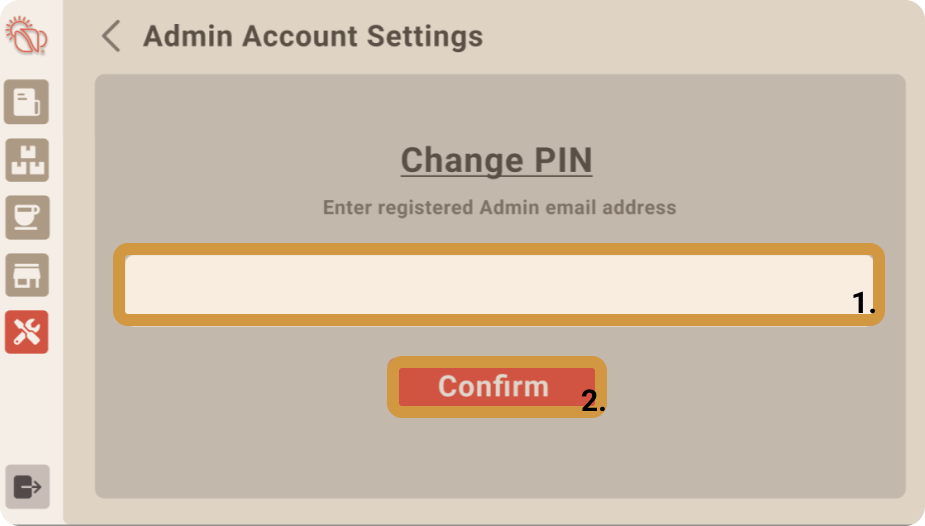 Admin Account Settings
Change PIN
Enter registered Admin email address
1.
Confirm
2.